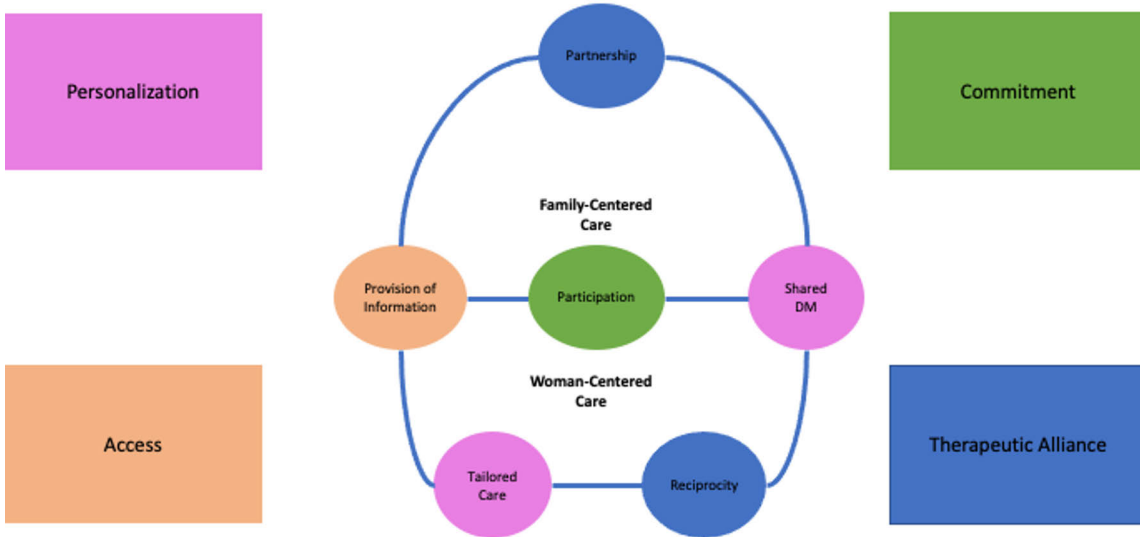 Partnership
Personalization
Commitment
Family-Centered
Care
Provision of
Information
Participation
Shared
DM
Woman-Centered
Care
Access
Therapeutic Alliance
Tailored
Care
Reciprocity